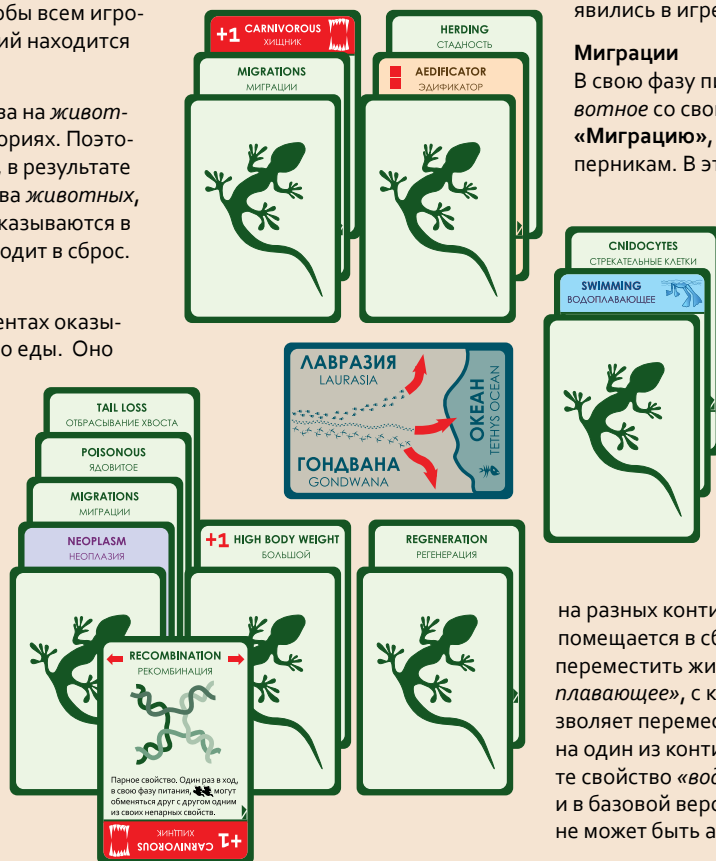 обы всем игро-
ий находится
ва на живот-
ориях. Поэто-
в результате
ва животных,
казываются в
одит в сброс.
ентах оказы-
о еды. Оно
+1 CARNIVOROUS
ХИЩНИК
MIGRATIONS
МИГРАЦИИ
HERDING
СТАДНОСТЬ
AEDIFICATOR
ЭДИФИКАТОР
явились в игре
Миграции
В свою фазу пи
вотное со свой
«Миграцию»,
перникам. В эт
CNIDOCYTES
СТРЕКАТЕЛЬНЫЕ КЛЕТКИ
SWIMMING
ВОДОПЛАВАЮЩЕЕ
ЛАВРАЗИЯ
LAURASIA
ГОНДВАНА
GONDWANA
ОКЕАН
TETHYS OCEAN
TAIL LOSS
ОТБРАСЫВАНИЕ ХВОСТА
POISONOUS
ЯДОВИТОЕ
MIGRATIONS
МИГРАЦИИ
NEOPLASM
НЕОПЛАЗИЯ
+1 HIGH BODY WEIGHT
БОЛЬШОЙ
REGENERATION
РЕГЕНЕРАЦИЯ
RECOMBINATION
РЕКОМБИНАЦИЯ
Парное свойство. Один раз в ход,
в свою фазу питания, могут
обменяться друг с другом одним
из своих непарных свойств.
+1 CARNIVOROUS
ХИЩНИК
на разных конти
помещается в сб
переместить жи
плавающее», с к
зволяет перемес
на один из конти
те свойство «вод
и в базовой верс
не может быть а